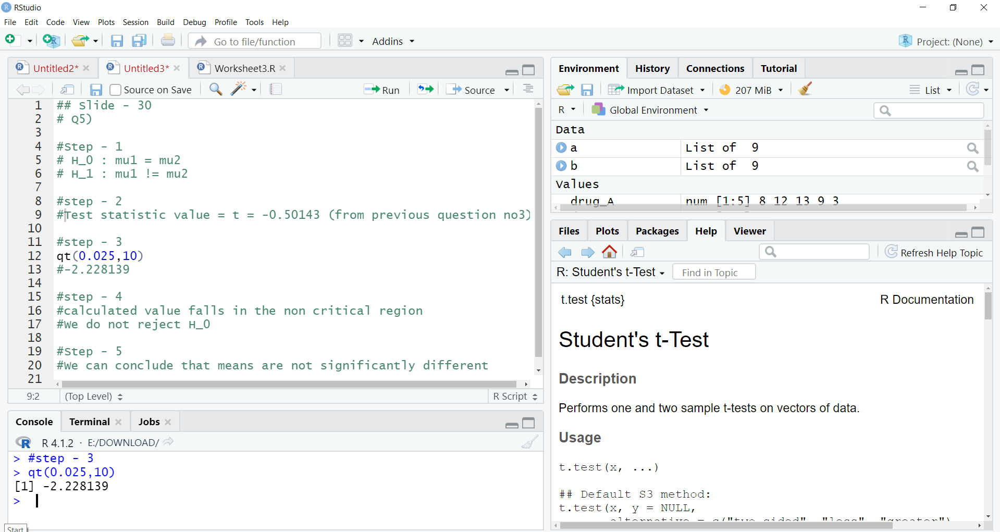 RStudio
File Edit Code View Plots Session Build Debug Profile Tools Help
Go to file/function Addins Project: (None)
Untitled2* Untitled3* Worksheet3.R
Source on Save Run Source
1 ## Slide - 30
2 # Q5)
3
4 #Step - 1
5 # H_0 : mu1 = mu2
6 # H_1 : mu1 != mu2
7
8 #step - 2
9 #Test statistic value = t = -0.50143 (from previous question no3)
10
11 #step - 3
12 qt(0.025,10)
13 #-2.228139
14
15 #step - 4
16 #calculated value falls in the non critical region
17 #We do not reject H_0
18
19 #Step - 5
20 #We can conclude that means are not significantly different
21
9:2 (Top Level) R Script
Console Terminal Jobs
R 4.1.2 · E:/DOWNLOAD/
> #step - 3
> qt(0.025,10)
[1] -2.228139
>
Start
Environment History Connections Tutorial
Import Dataset 207 MiB List
R Global Environment
Data
a List of 9
b List of 9
Values
drug_A num [1:5] 8 12 13 9 3
Files Plots Packages Help Viewer
Refresh Help Topic
R: Student's t-Test Find in Topic
t.test {stats} R Documentation
Student's t-Test
Description
Performs one and two sample t-tests on vectors of data.
Usage
t.test(x, ...)
## Default S3 method:
t.test(x, y = NULL,
alternative = c("two.sided", "less", "greater"),